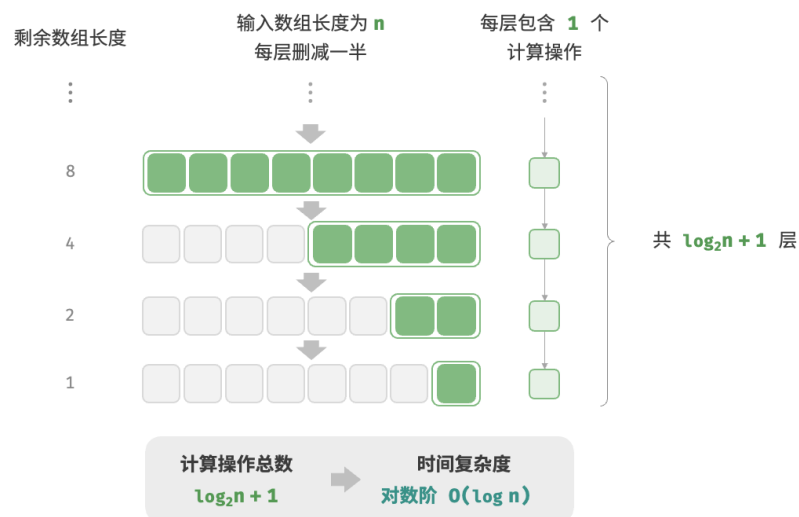 剩余数组长度
输入数组长度为 n
每层删减一半
每层包含 1 个
计算操作
8
4
2
1
共 log₂n + 1 层
计算操作总数
log₂n + 1
时间复杂度
对数阶 O(log n)